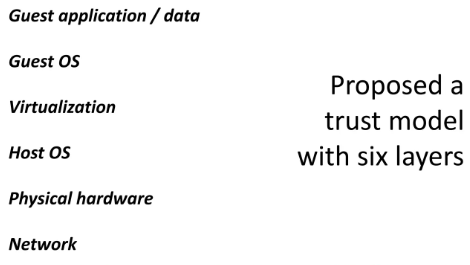 Guest application / data
Guest OS
Virtualization
Host OS
Physical hardware
Network
Proposed a
trust model
with six layers